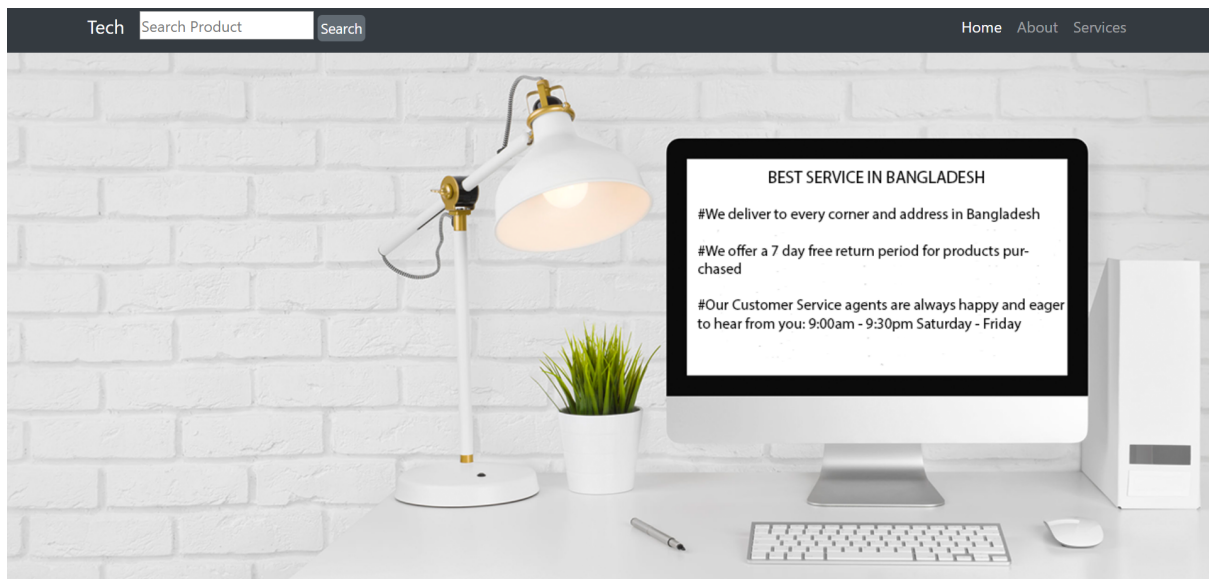 Tech Search Product Search Home About Services
BEST SERVICE IN BANGLADESH
#We deliver to every corner and address in Bangladesh
#We offer a 7 day free return period for products pur-
chased
#Our Customer Service agents are always happy and eager
to hear from you: 9:00am - 9:30pm Saturday - Friday